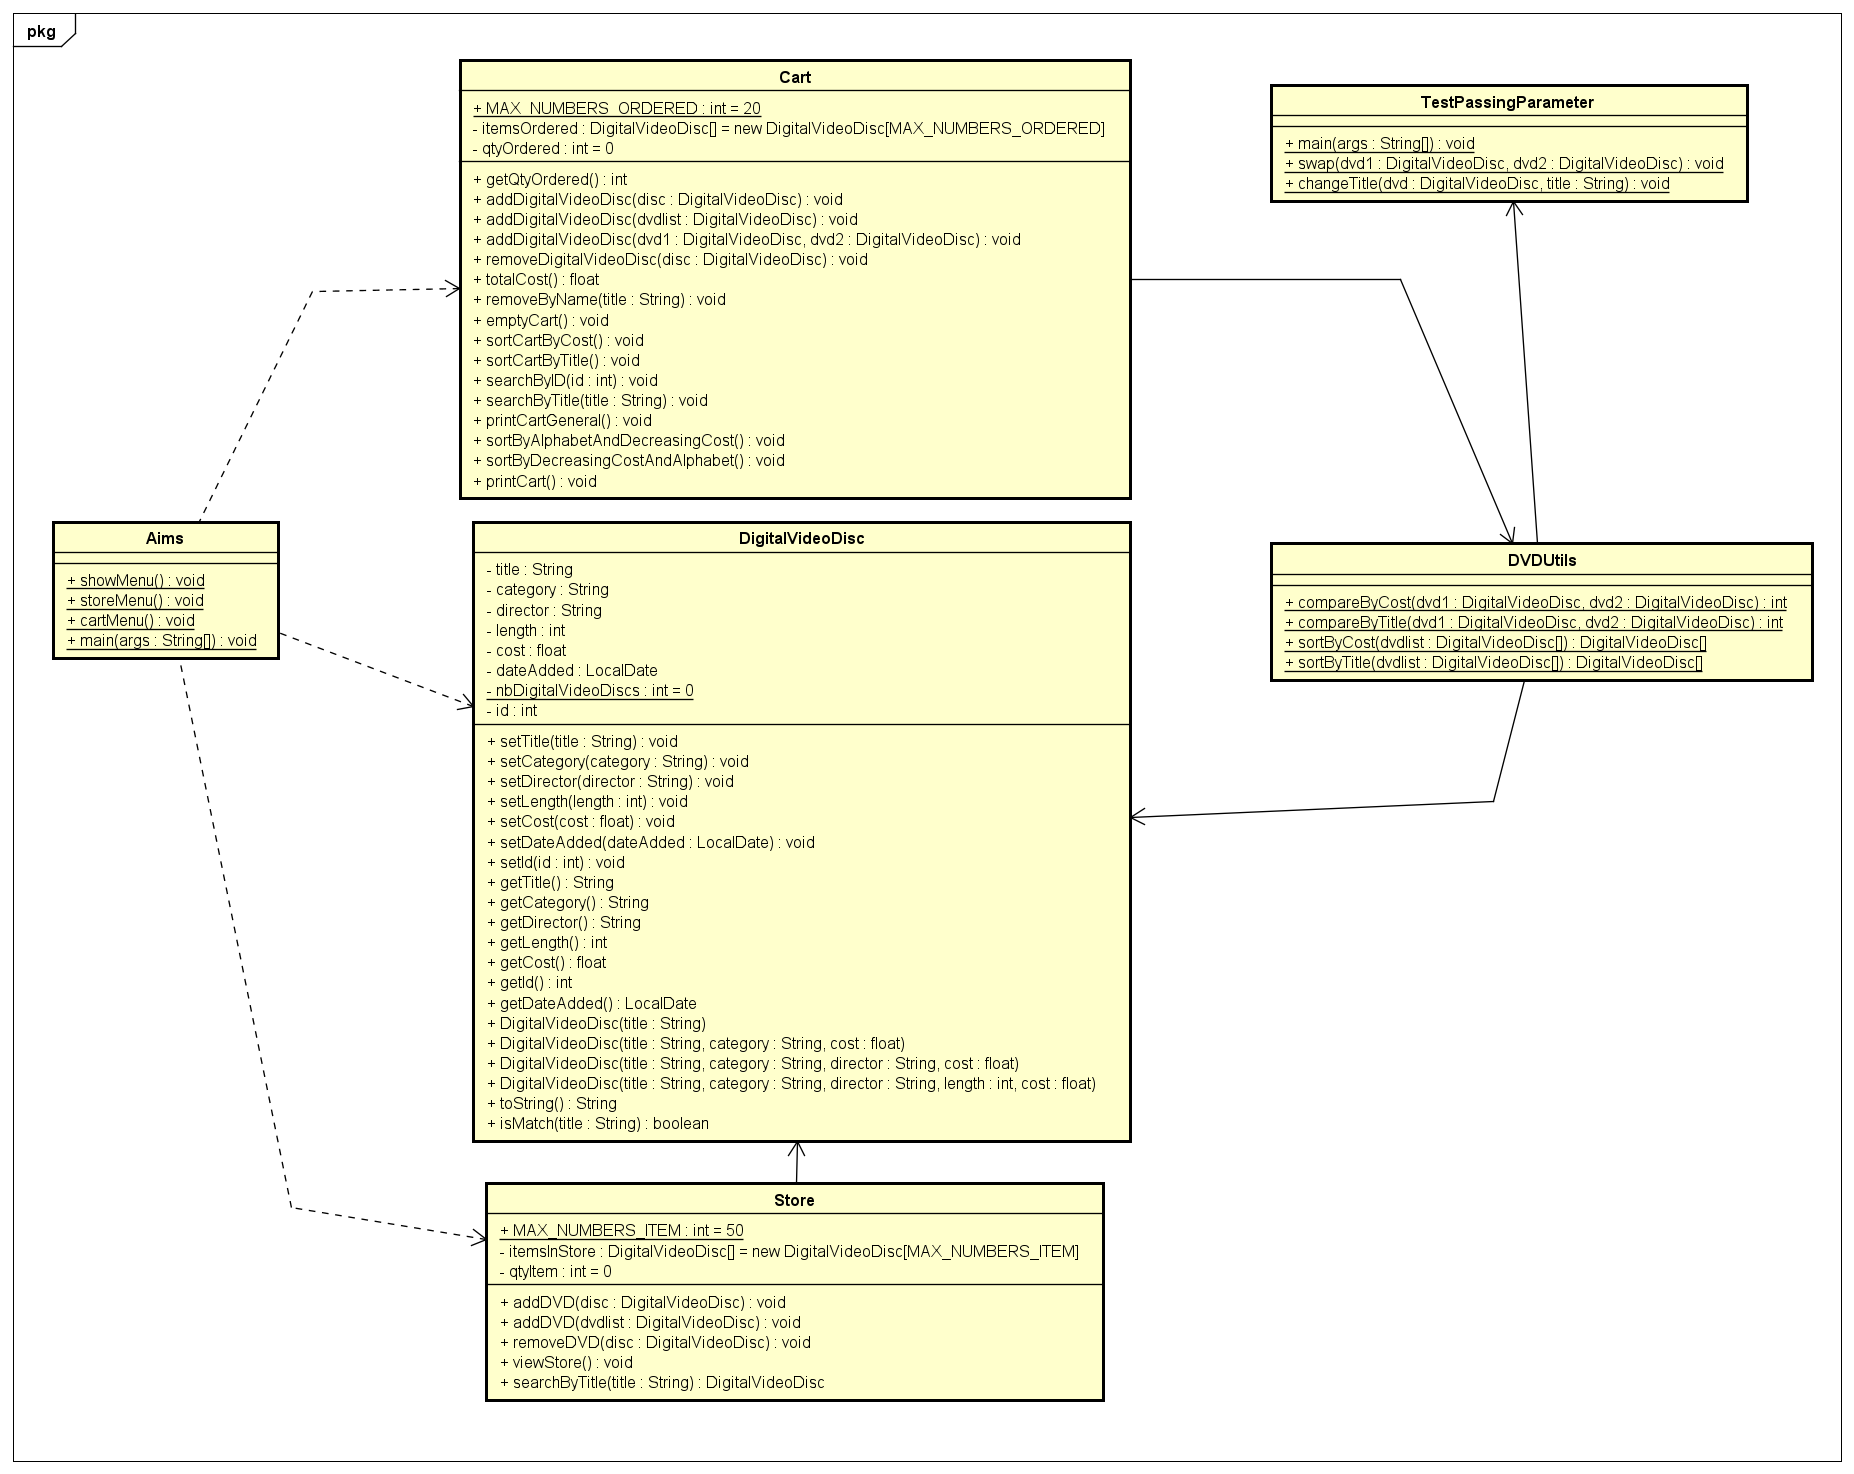 pkg
Cart
+ MAX_NUMBERS_ORDERED : int = 20
- itemsOrdered : DigitalVideoDisc[] = new DigitalVideoDisc[MAX_NUMBERS_ORDERED]
- qtyOrdered : int = 0
+ getQtyOrdered() : int
+ addDigitalVideoDisc(disc : DigitalVideoDisc) : void
+ addDigitalVideoDisc(dvdlist : DigitalVideoDisc) : void
+ addDigitalVideoDisc(dvd1 : DigitalVideoDisc, dvd2 : DigitalVideoDisc) : void
+ removeDigitalVideoDisc(disc : DigitalVideoDisc) : void
+ totalCost() : float
+ removeByName(title : String) : void
+ emptyCart() : void
+ sortCartByCost() : void
+ sortCartByTitle() : void
+ searchByID(id : int) : void
+ searchByTitle(title : String) : void
+ printCartGeneral() : void
+ sortByAlphabetAndDecreasingCost() : void
+ sortByDecreasingCostAndAlphabet() : void
+ printCart() : void
TestPassingParameter
+ main(args : String[]) : void
+ swap(dvd1 : DigitalVideoDisc, dvd2 : DigitalVideoDisc) : void
+ changeTitle(dvd : DigitalVideoDisc, title : String) : void
Aims
+ showMenu() : void
+ storeMenu() : void
+ cartMenu() : void
+ main(args : String[]) : void
DigitalVideoDisc
- title : String
- category : String
- director : String
- length : int
- cost : float
- dateAdded : LocalDate
- nbDigitalVideoDiscs : int = 0
- id : int
+ setTitle(title : String) : void
+ setCategory(category : String) : void
+ setDirector(director : String) : void
+ setLength(length : int) : void
+ setCost(cost : float) : void
+ setDateAdded(dateAdded : LocalDate) : void
+ setId(id : int) : void
+ getTitle() : String
+ getCategory() : String
+ getDirector() : String
+ getLength() : int
+ getCost() : float
+ getId() : int
+ getDateAdded() : LocalDate
+ DigitalVideoDisc(title : String)
+ DigitalVideoDisc(title : String, category : String, cost : float)
+ DigitalVideoDisc(title : String, category : String, director : String, cost : float)
+ DigitalVideoDisc(title : String, category : String, director : String, length : int, cost : float)
+ toString() : String
+ isMatch(title : String) : boolean
DVDUtils
+ compareByCost(dvd1 : DigitalVideoDisc, dvd2 : DigitalVideoDisc) : int
+ compareByTitle(dvd1 : DigitalVideoDisc, dvd2 : DigitalVideoDisc) : int
+ sortByCost(dvdlist : DigitalVideoDisc[]) : DigitalVideoDisc[]
+ sortByTitle(dvdlist : DigitalVideoDisc[]) : DigitalVideoDisc[]
Store
+ MAX_NUMBERS_ITEM : int = 50
- itemsInStore : DigitalVideoDisc[] = new DigitalVideoDisc[MAX_NUMBERS_ITEM]
- qtyItem : int = 0
+ addDVD(disc : DigitalVideoDisc) : void
+ addDVD(dvdlist : DigitalVideoDisc) : void
+ removeDVD(disc : DigitalVideoDisc) : void
+ viewStore() : void
+ searchByTitle(title : String) : DigitalVideoDisc